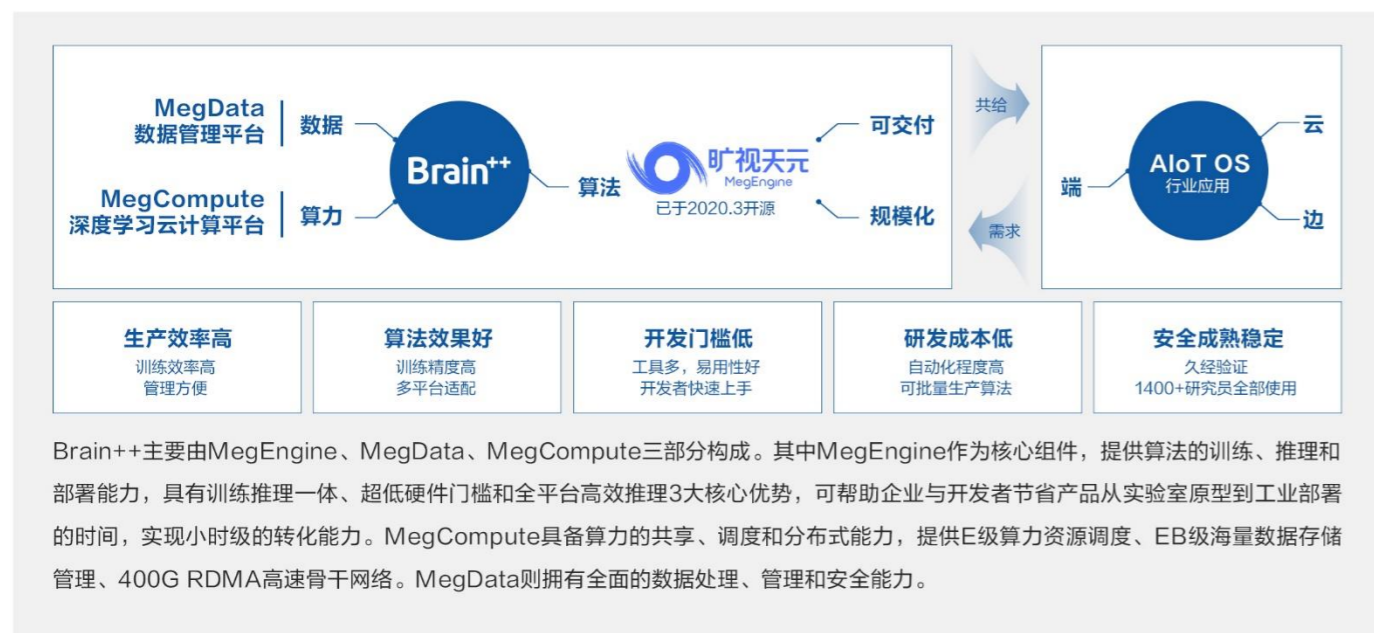 MegData
数据管理平台
数据
MegCompute
深度学习云计算平台
算力
Brain++
算法
旷视天元
MegEngine
已于2020.3开源
可交付
规模化
共给
需求
端
AIoT OS
行业应用
云
边
生产效率高
训练效率高
管理方便
算法效果好
训练精度高
多平台适配
开发门槛低
工具多，易用性好
开发者快速上手
研发成本低
自动化程度高
可批量生产算法
安全成熟稳定
久经验证
1400+研究员全部使用
Brain++主要由MegEngine、MegData、MegCompute三部分构成。其中MegEngine作为核心组件，提供算法的训练、推理和
部署能力，具有训练推理一体、超低硬件门槛和全平台高效推理3大核心优势，可帮助企业与开发者节省产品从实验室原型到工业部署
的时间，实现小时级的转化能力。MegCompute具备算力的共享、调度和分布式能力，提供E级算力资源调度、EB级海量数据存储
管理、400G RDMA高速骨干网络。MegData则拥有全面的数据处理、管理和安全能力。